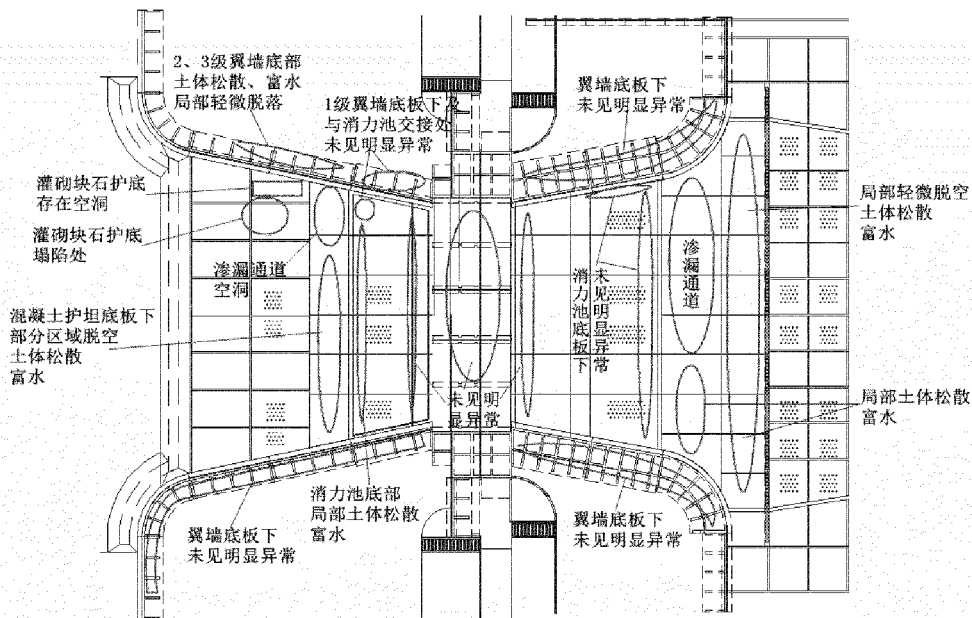 2、3级翼墙底部
土体松散、富水
局部轻微脱落
1级翼墙底板下及
与消力池交接处
未见明显异常
翼墙底板下
未见明显异常
灌砌块石护底
存在空洞
灌砌块石护底
塌陷处
渗漏通道
空洞
混凝土护坦底板下
部分区域脱空
土体松散
富水
未见明
显异常
消力池底板下
未见明显异常
渗漏通道
局部轻微脱空
土体松散
富水
局部土体松散
富水
翼墙底板下
未见明显异常
消力池底部
局部土体松散
富水
翼墙底板下
未见明显异常